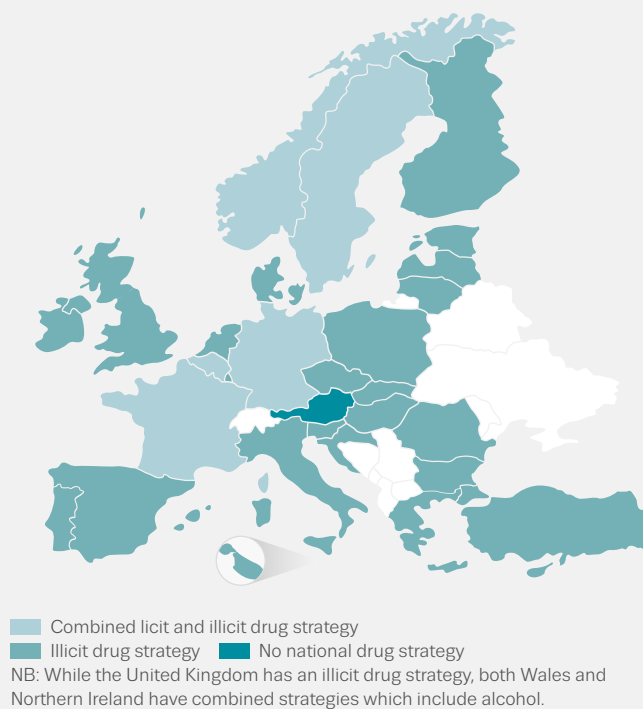 Combined licit and illicit drug strategy
Illicit drug strategy No national drug strategy
NB: While the United Kingdom has an illicit drug strategy, both Wales and
Northern Ireland have combined strategies which include alcohol.